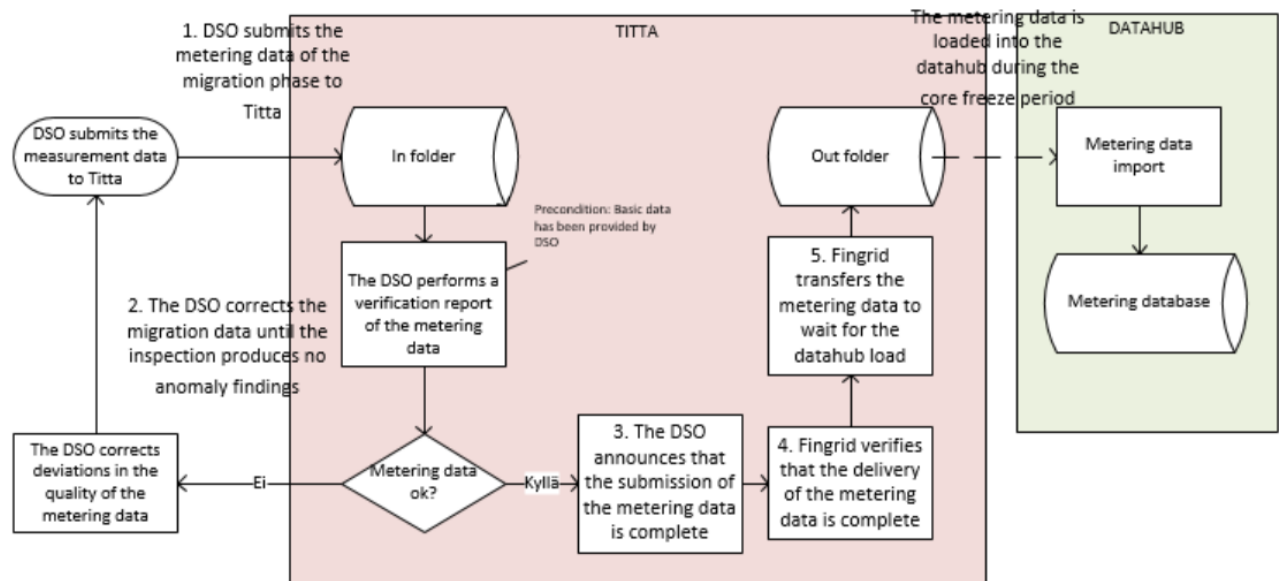 1. DSO submits the
metering data of the
migration phase to
Titta
TITTA
The metering data is
loaded into the
datahub during the
core freeze period
DATAHUB
DSO submits the
measurement data
to Titta
In folder
Out folder
Metering data
import
Precondition: Basic data
has been provided by
DSO
The DSO performs a
verification report
of the metering
data
5. Fingrid
transfers the
metering data to
wait for the
datahub load
Metering database
2. The DSO corrects the
migration data until the
inspection produces no
anomaly findings
The DSO corrects
deviations in the
quality of the
metering data
Ei
Metering data
ok?
Kyllä
3. The DSO
announces that
the submission of
the metering data
is complete
4. Fingrid verifies
that the delivery
of the metering
data is complete